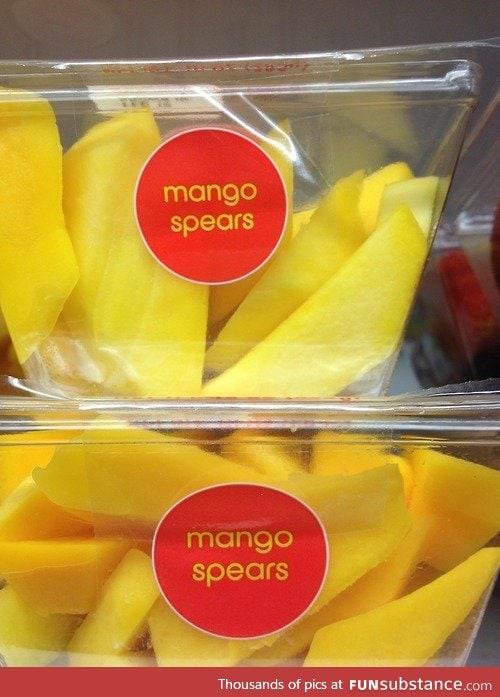 mango
spears
mango
spears
Thousands of pics at FUNsubstance.com